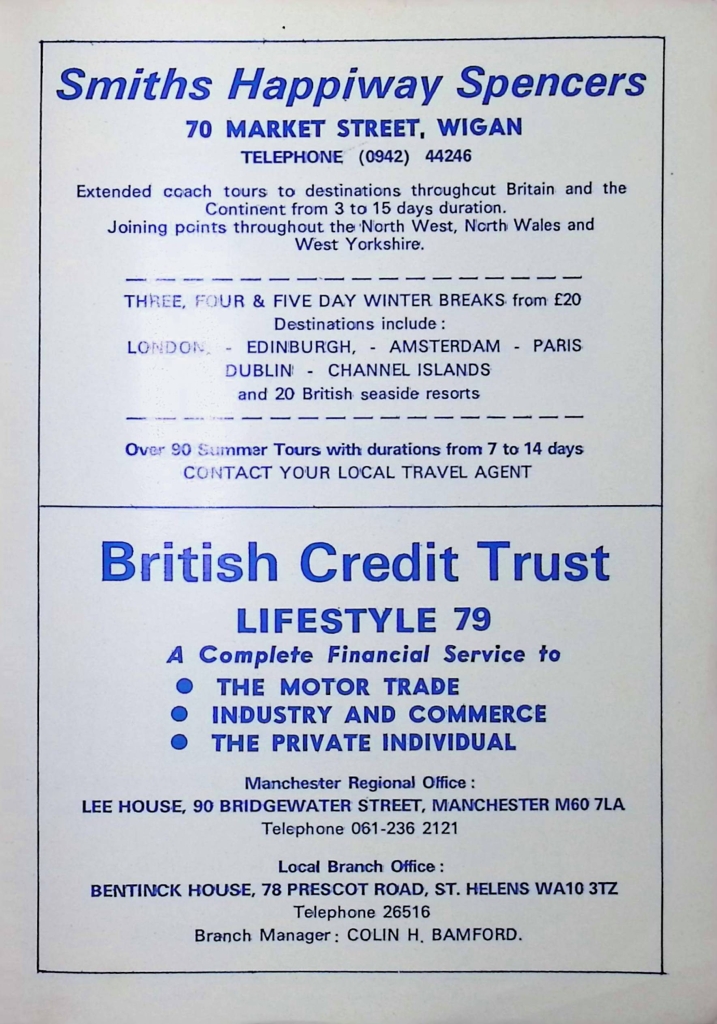 Smiths Happiway Spencers
70 MARKET STREET, WIGAN
TELEPHONE (0942) 44246
Extended coach tours to destinations throughout Britain and the
Continent from 3 to 15 days duration.
Joining points throughout the North West, North Wales and
West Yorkshire.
THREE, FOUR & FIVE DAY WINTER BREAKS from £20
Destinations include :
LONDON, - EDINBURGH, - AMSTERDAM - PARIS
DUBLIN - CHANNEL ISLANDS
and 20 British seaside resorts
Over 90 Summer Tours with durations from 7 to 14 days
CONTACT YOUR LOCAL TRAVEL AGENT
British Credit Trust
LIFESTYLE 79
A Complete Financial Service to
● THE MOTOR TRADE
● INDUSTRY AND COMMERCE
● THE PRIVATE INDIVIDUAL
Manchester Regional Office :
LEE HOUSE, 90 BRIDGEWATER STREET, MANCHESTER M60 7LA
Telephone 061-236 2121
Local Branch Office :
BENTINCK HOUSE, 78 PRESCOT ROAD, ST. HELENS WA10 3TZ
Telephone 26516
Branch Manager : COLIN H. BAMFORD.